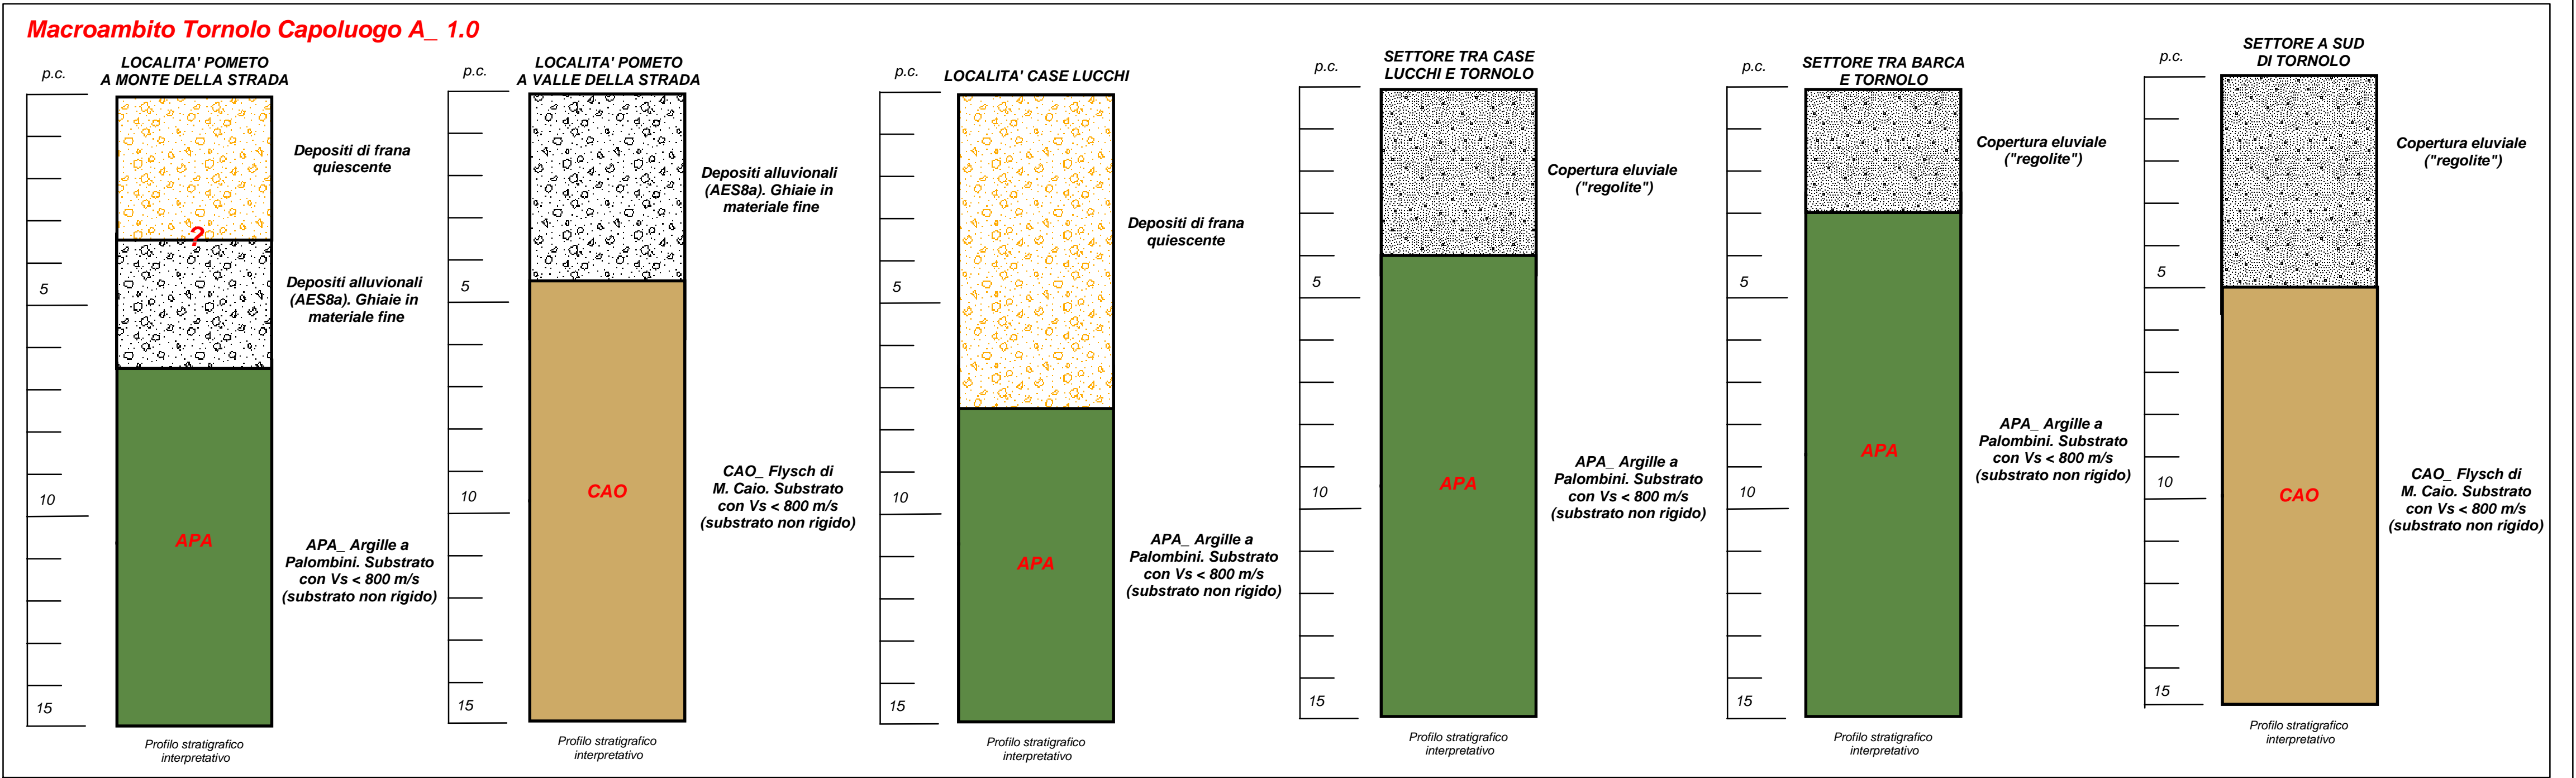 Macroambito Tornolo Capoluogo A_ 1.0
p.c.
LOCALITA' POMETO
A MONTE DELLA STRADA
Depositi di frana
quiescente
?
Depositi alluvionali
(AES8a). Ghiaie in
materiale fine
5
10
APA
APA_ Argille a
Palombini. Substrato
con Vs < 800 m/s
(substrato non rigido)
15
Profilo stratigrafico
interpretativo
p.c.
LOCALITA' POMETO
A VALLE DELLA STRADA
Depositi alluvionali
(AES8a). Ghiaie in
materiale fine
5
10
CAO
CAO_ Flysch di
M. Caio. Substrato
con Vs < 800 m/s
(substrato non rigido)
15
Profilo stratigrafico
interpretativo
p.c.
LOCALITA' CASE LUCCHI
Depositi di frana
quiescente
5
10
APA
APA_ Argille a
Palombini. Substrato
con Vs < 800 m/s
(substrato non rigido)
15
Profilo stratigrafico
interpretativo
p.c.
SETTORE TRA CASE
LUCCHI E TORNOLO
Copertura eluviale
("regolite")
5
10
APA
APA_ Argille a
Palombini. Substrato
con Vs < 800 m/s
(substrato non rigido)
15
Profilo stratigrafico
interpretativo
p.c.
SETTORE TRA BARCA
E TORNOLO
Copertura eluviale
("regolite")
5
10
APA
APA_ Argille a
Palombini. Substrato
con Vs < 800 m/s
(substrato non rigido)
15
Profilo stratigrafico
interpretativo
p.c.
SETTORE A SUD
DI TORNOLO
Copertura eluviale
("regolite")
5
10
CAO
CAO_ Flysch di
M. Caio. Substrato
con Vs < 800 m/s
(substrato non rigido)
15
Profilo stratigrafico
interpretativo